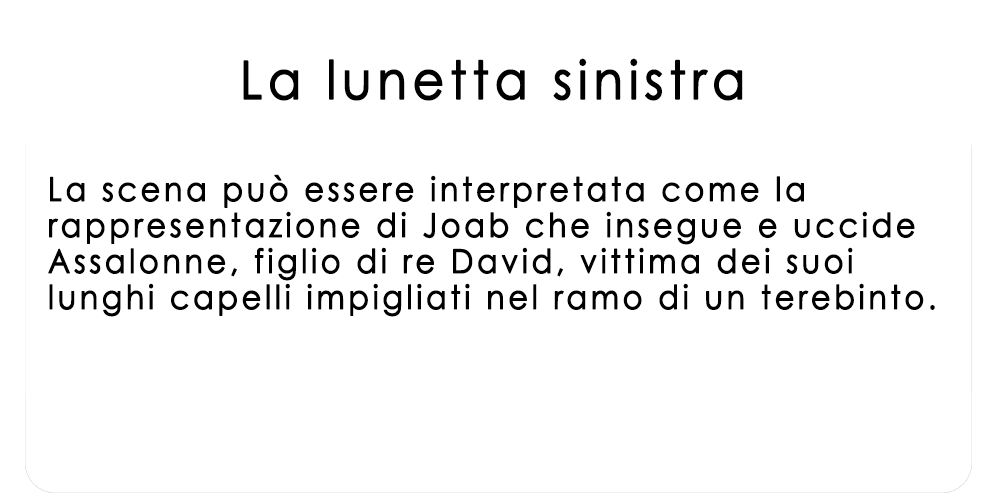 La lunetta sinistra
La scena può essere interpretata come la
rappresentazione di Joab che insegue e uccide
Assalonne, figlio di re David, vittima dei suoi
lunghi capelli impigliati nel ramo di un terebinto.